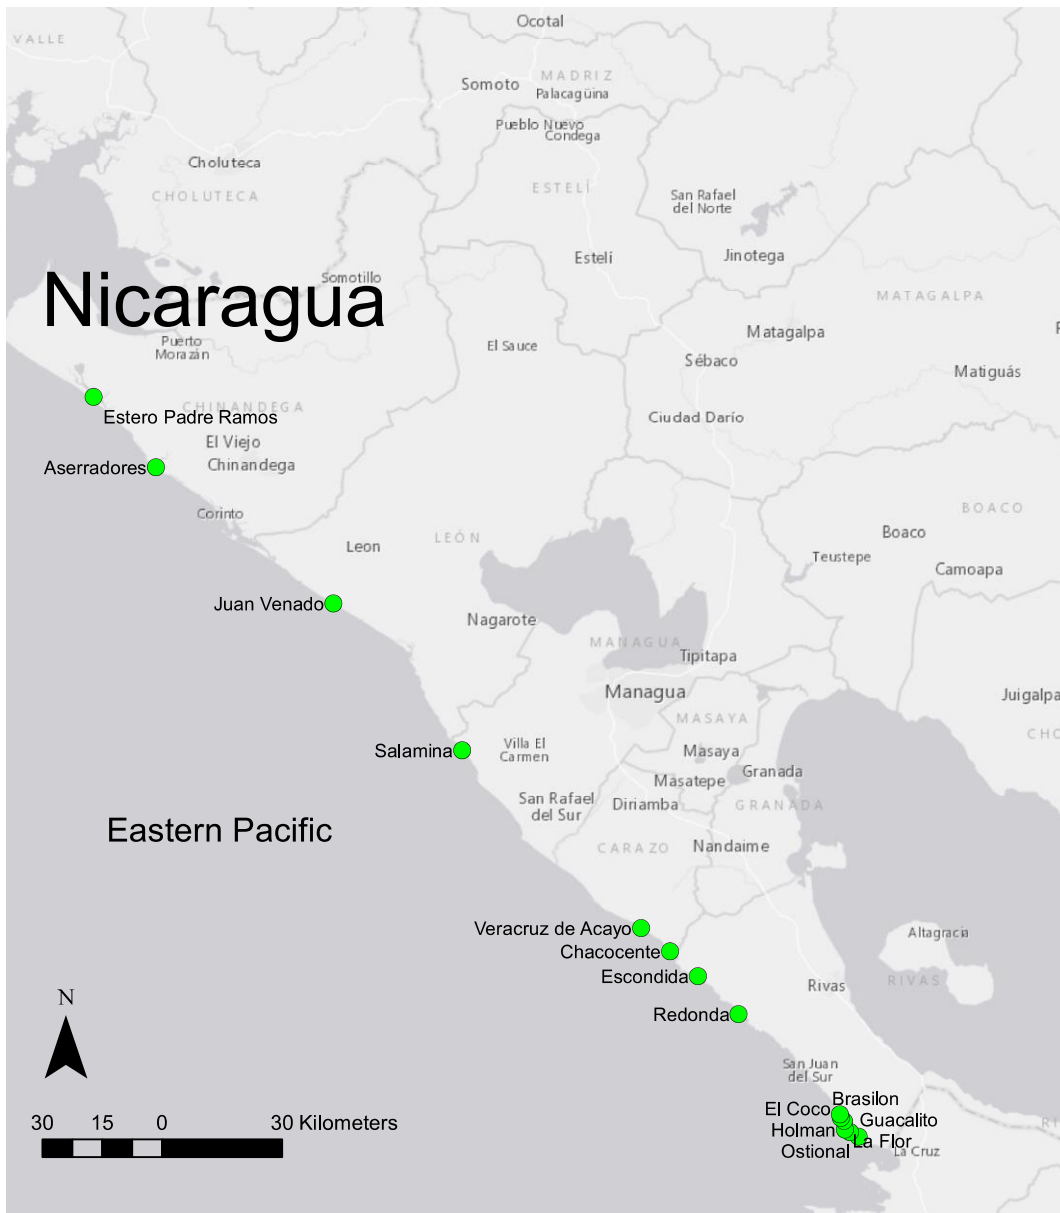 Ocotal
VALLE
MADRIZ
Somoto
Palacagüina
Pueblo Nuevo
Condega
Choluteca
CHOLUTECA
ESTELÍ
San Rafael
del Norte
Estelí
Jinotega
Somotillo
Nicaragua
MATAGALPA
Puerto
Morazán
El Sauce
Matagalpa
Sébaco
Matiguás
CHINANDEGA
Estero Padre Ramos
Ciudad Darío
El Viejo
Aserradores
Chinandega
Corinto
BOACO
Boaco
LEÓN
Leon
Teustepe
Camoapa
Juan Venado
Nagarote
MANAGUA
Tipitapa
Managua
Juigalpa
MASAYA
CHO
Salamina
Villa El
Carmen
Masaya
Granada
Masatepe
San Rafael
del Sur
Diriamba
GRANADA
Eastern Pacific
CARAZO
Nandaime
Veracruz de Acayo
Altagracia
Chacocente
Escondida
Rivas
RIVAS
N
Redonda
San Juan
del Sur
Brasilon
El Coco
Guacalito
Holman
La Flor
Ostional
La Cruz
30 15 0 30 Kilometers